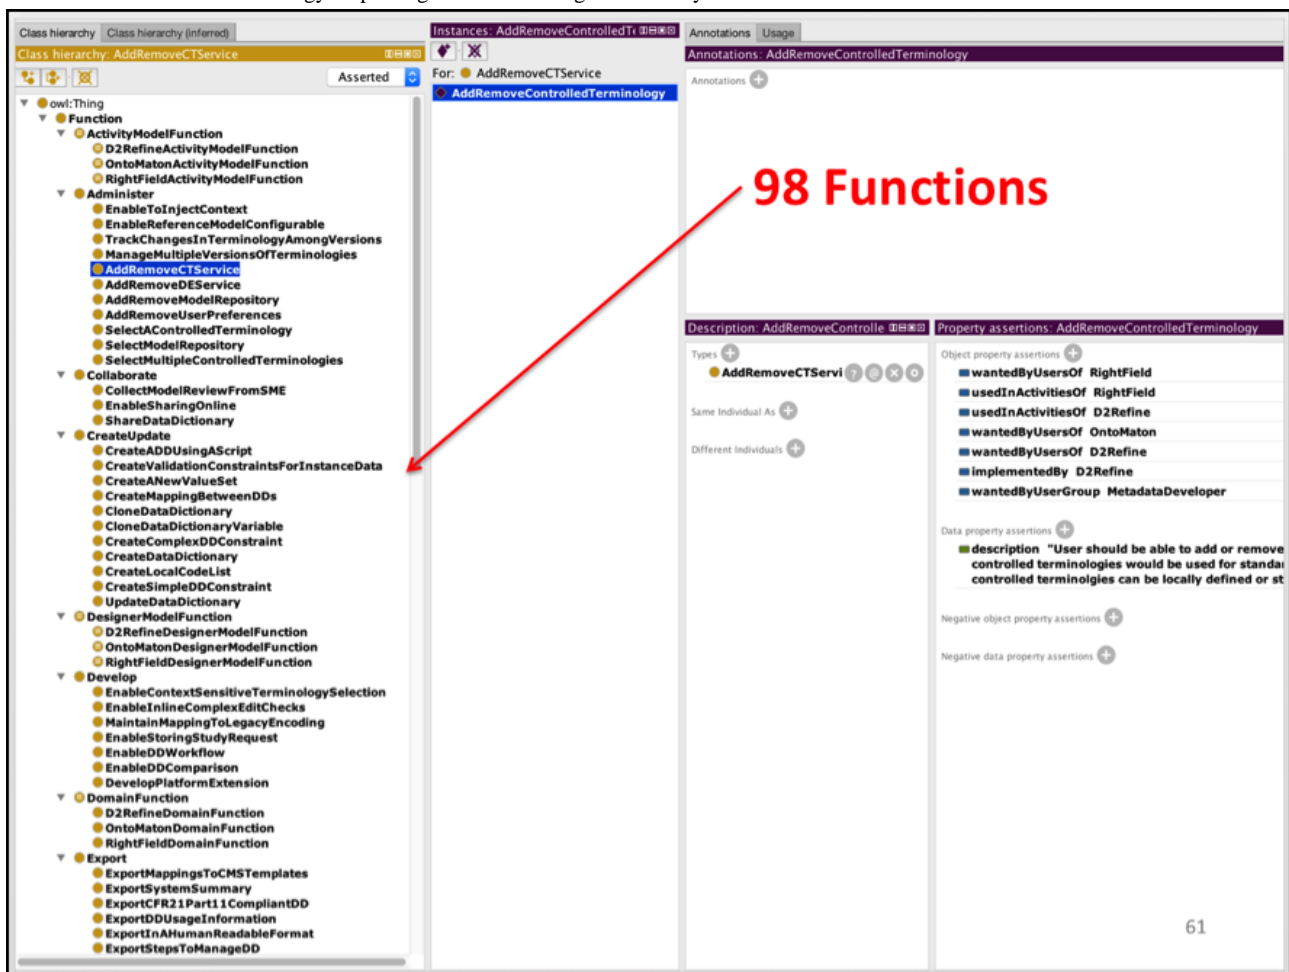 Class hierarchy Class hierarchy (inferred)
Class hierarchy: AddRemoveCTService
Asserted
owl:Thing
Function
ActivityModelFunction
D2RefineActivityModelFunction
OntoMatonActivityModelFunction
RightFieldActivityModelFunction
Administer
EnableToInjectContext
EnableReferenceModelConfigurable
TrackChangesInTerminologyAmongVersions
ManageMultipleVersionsOfTerminologies
AddRemoveCTService
AddRemoveDEService
AddRemoveModelRepository
AddRemoveUserPreferences
SelectAControlledTerminology
SelectModelRepository
SelectMultipleControlledTerminologies
Collaborate
CollectModelReviewFromSME
EnableSharingOnline
ShareDataDictionary
CreateUpdate
CreateADDUsingAScript
CreateValidationConstraintsForInstanceData
CreateANewValueSet
CreateMappingBetweenDDs
CloneDataDictionary
CloneDataDictionaryVariable
CreateComplexDDConstraint
CreateDataDictionary
CreateLocalCodeList
CreateSimpleDDConstraint
UpdateDataDictionary
DesignerModelFunction
D2RefineDesignerModelFunction
OntoMatonDesignerModelFunction
RightFieldDesignerModelFunction
Develop
EnableContextSensitiveTerminologySelection
EnableInlineComplexEditChecks
MaintainMappingToLegacyEncoding
EnableStoringStudyRequest
EnableDDWorkflow
EnableDDComparison
DevelopPlatformExtension
DomainFunction
D2RefineDomainFunction
OntoMatonDomainFunction
RightFieldDomainFunction
Export
ExportMappingsToCMSTemplates
ExportSystemSummary
ExportCFR21Part11CompliantDD
ExportDDUsageInformation
ExportInAHumanReadableFormat
ExportStepsToManageDD
Instances: AddRemoveControlledT
For: AddRemoveCTService
AddRemoveControlledTerminology
Annotations Usage
Annotations: AddRemoveControlledTerminology
Annotations
98 Functions
Description: AddRemoveControlle
Types
AddRemoveCTServi
Same Individual As
Different Individuals
Property assertions: AddRemoveControlledTerminology
Object property assertions
wantedByUsersOf RightField
usedInActivitiesOf RightField
usedInActivitiesOf D2Refine
wantedByUsersOf OntoMaton
wantedByUsersOf D2Refine
implementedBy D2Refine
wantedByUserGroup MetadataDeveloper
Data property assertions
description "User should be able to add or remove
controlled terminologies would be used for standa
controlled terminolgies can be locally defined or st
Negative object property assertions
Negative data property assertions
61